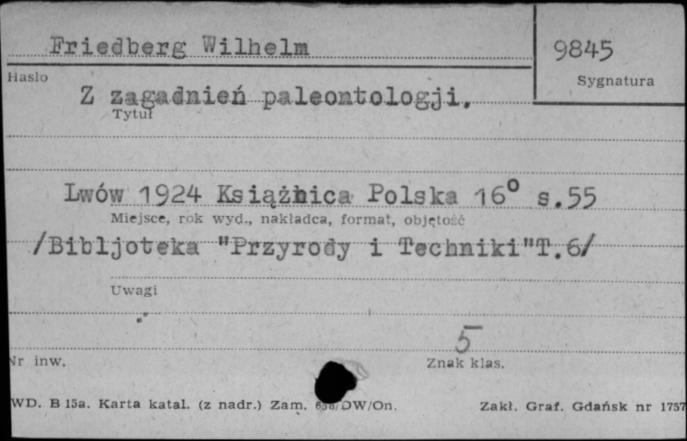 Friedberg Wilhelm
9845
Hasło
Sygnatura
Z zagadnień paleontologji.
Tytuł
Lwów 1924 Książnica Polska 16° s.55
Miejsce, rok wyd., nakładca, format, objętość
/Bibljoteka "Przyrody i Techniki"T.6/
Uwagi
5
Nr inw.
Znak klas.
WD. B 15a. Karta katal. (z nadr.) Zam. DW/On.
Zakł. Graf. Gdańsk nr 1757